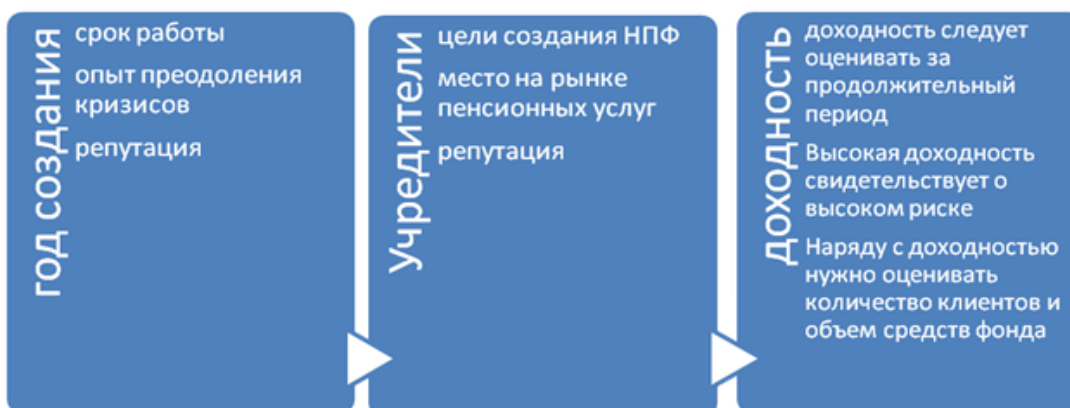 год создания
срок работы
опыт преодоления
кризисов
репутация
Учредители
цели создания НПФ
место на рынке
пенсионных услуг
репутация
доходность
доходность следует
оценивать за
продолжительный
период
Высокая доходность
свидетельствует о
высоком риске
Наряду с доходностью
нужно оценивать
количество клиентов и
объем средств фонда